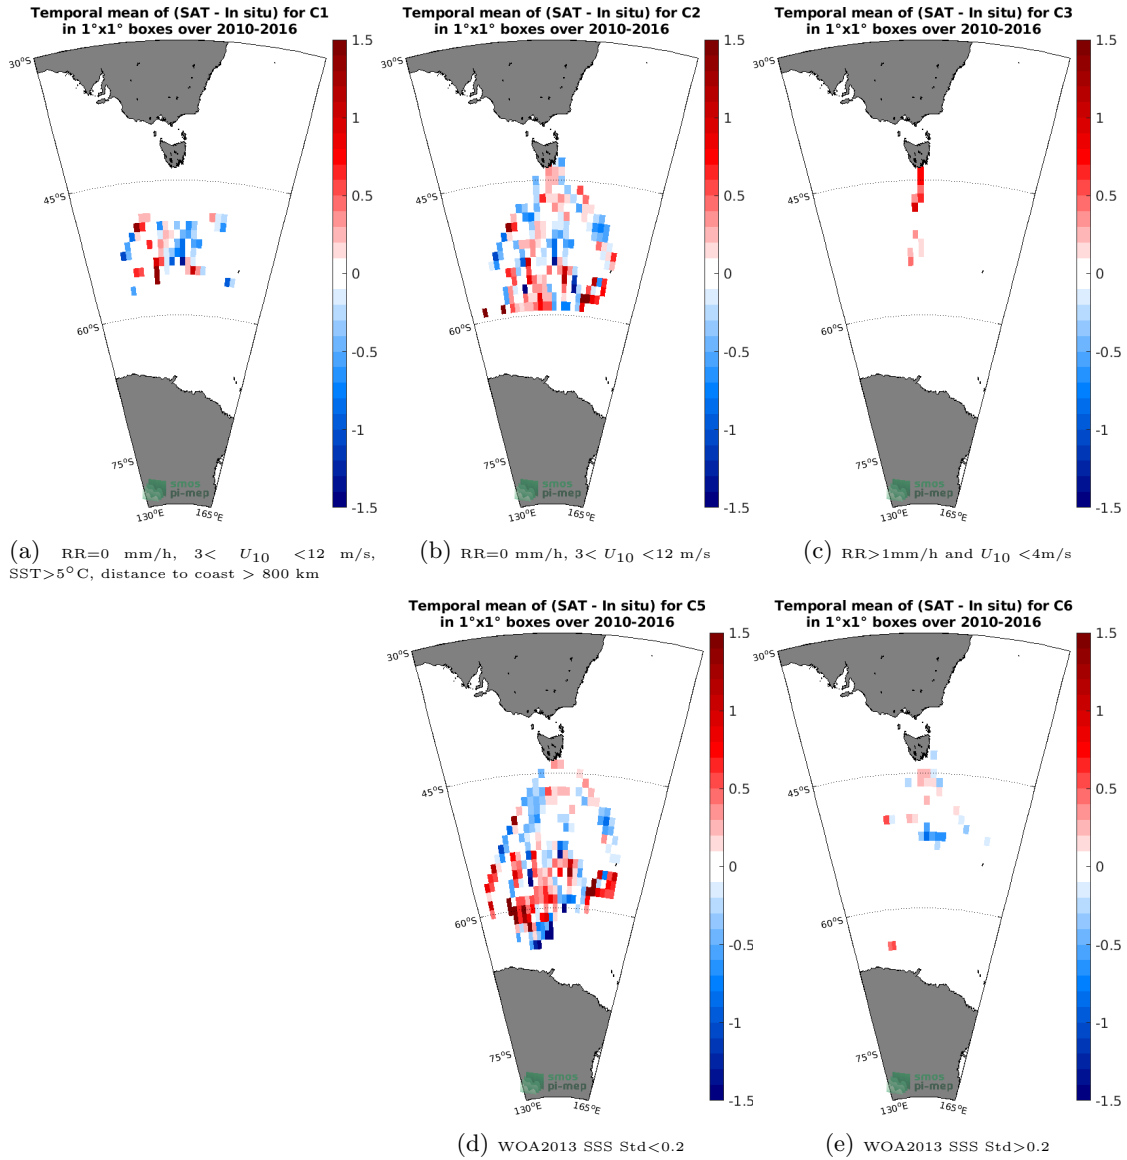 Temporal mean of (SAT - In situ) for C1
in 1°x1° boxes over 2010-2016
30°S
45°S
60°S
75°S
130°E
165°E
smos
pi-mep
1.5
1
0.5
0
-0.5
-1
-1.5
(a) RR=0 mm/h, 3< U10 <12 m/s,
SST>5°C, distance to coast > 800 km
Temporal mean of (SAT - In situ) for C2
in 1°x1° boxes over 2010-2016
30°S
45°S
60°S
75°S
130°E
165°E
smos
pi-mep
1.5
1
0.5
0
-0.5
-1
-1.5
(b) RR=0 mm/h, 3< U10 <12 m/s
Temporal mean of (SAT - In situ) for C3
in 1°x1° boxes over 2010-2016
30°S
45°S
60°S
75°S
130°E
165°E
smos
pi-mep
1.5
1
0.5
0
-0.5
-1
-1.5
(c) RR>1mm/h and U10 <4m/s
Temporal mean of (SAT - In situ) for C5
in 1°x1° boxes over 2010-2016
30°S
45°S
60°S
75°S
130°E
165°E
smos
pi-mep
1.5
1
0.5
0
-0.5
-1
-1.5
(d) WOA2013 SSS Std<0.2
Temporal mean of (SAT - In situ) for C6
in 1°x1° boxes over 2010-2016
30°S
45°S
60°S
75°S
130°E
165°E
smos
pi-mep
1.5
1
0.5
0
-0.5
-1
-1.5
(e) WOA2013 SSS Std>0.2